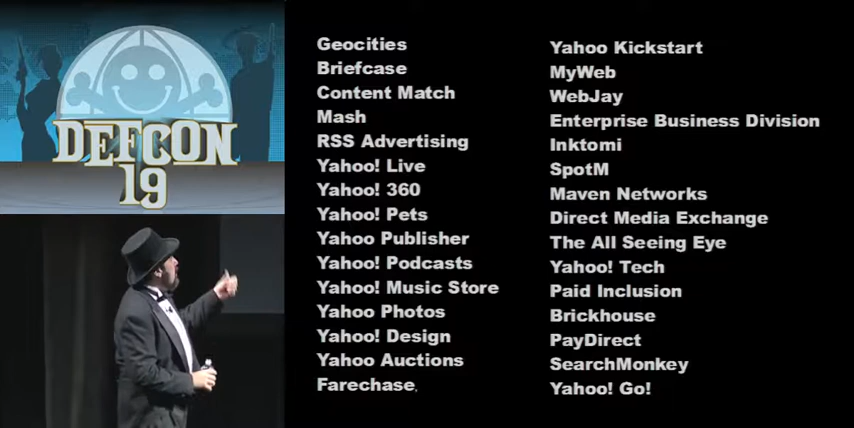 DEFCON
19
Geocities
Briefcase
Content Match
Mash
RSS Advertising
Yahoo! Live
Yahoo! 360
Yahoo! Pets
Yahoo Publisher
Yahoo! Podcasts
Yahoo! Music Store
Yahoo Photos
Yahoo! Design
Yahoo Auctions
Farechase.
Yahoo Kickstart
MyWeb
WebJay
Enterprise Business Division
Inktomi
SpotM
Maven Networks
Direct Media Exchange
The All Seeing Eye
Yahoo! Tech
Paid Inclusion
Brickhouse
PayDirect
SearchMonkey
Yahoo! Go!